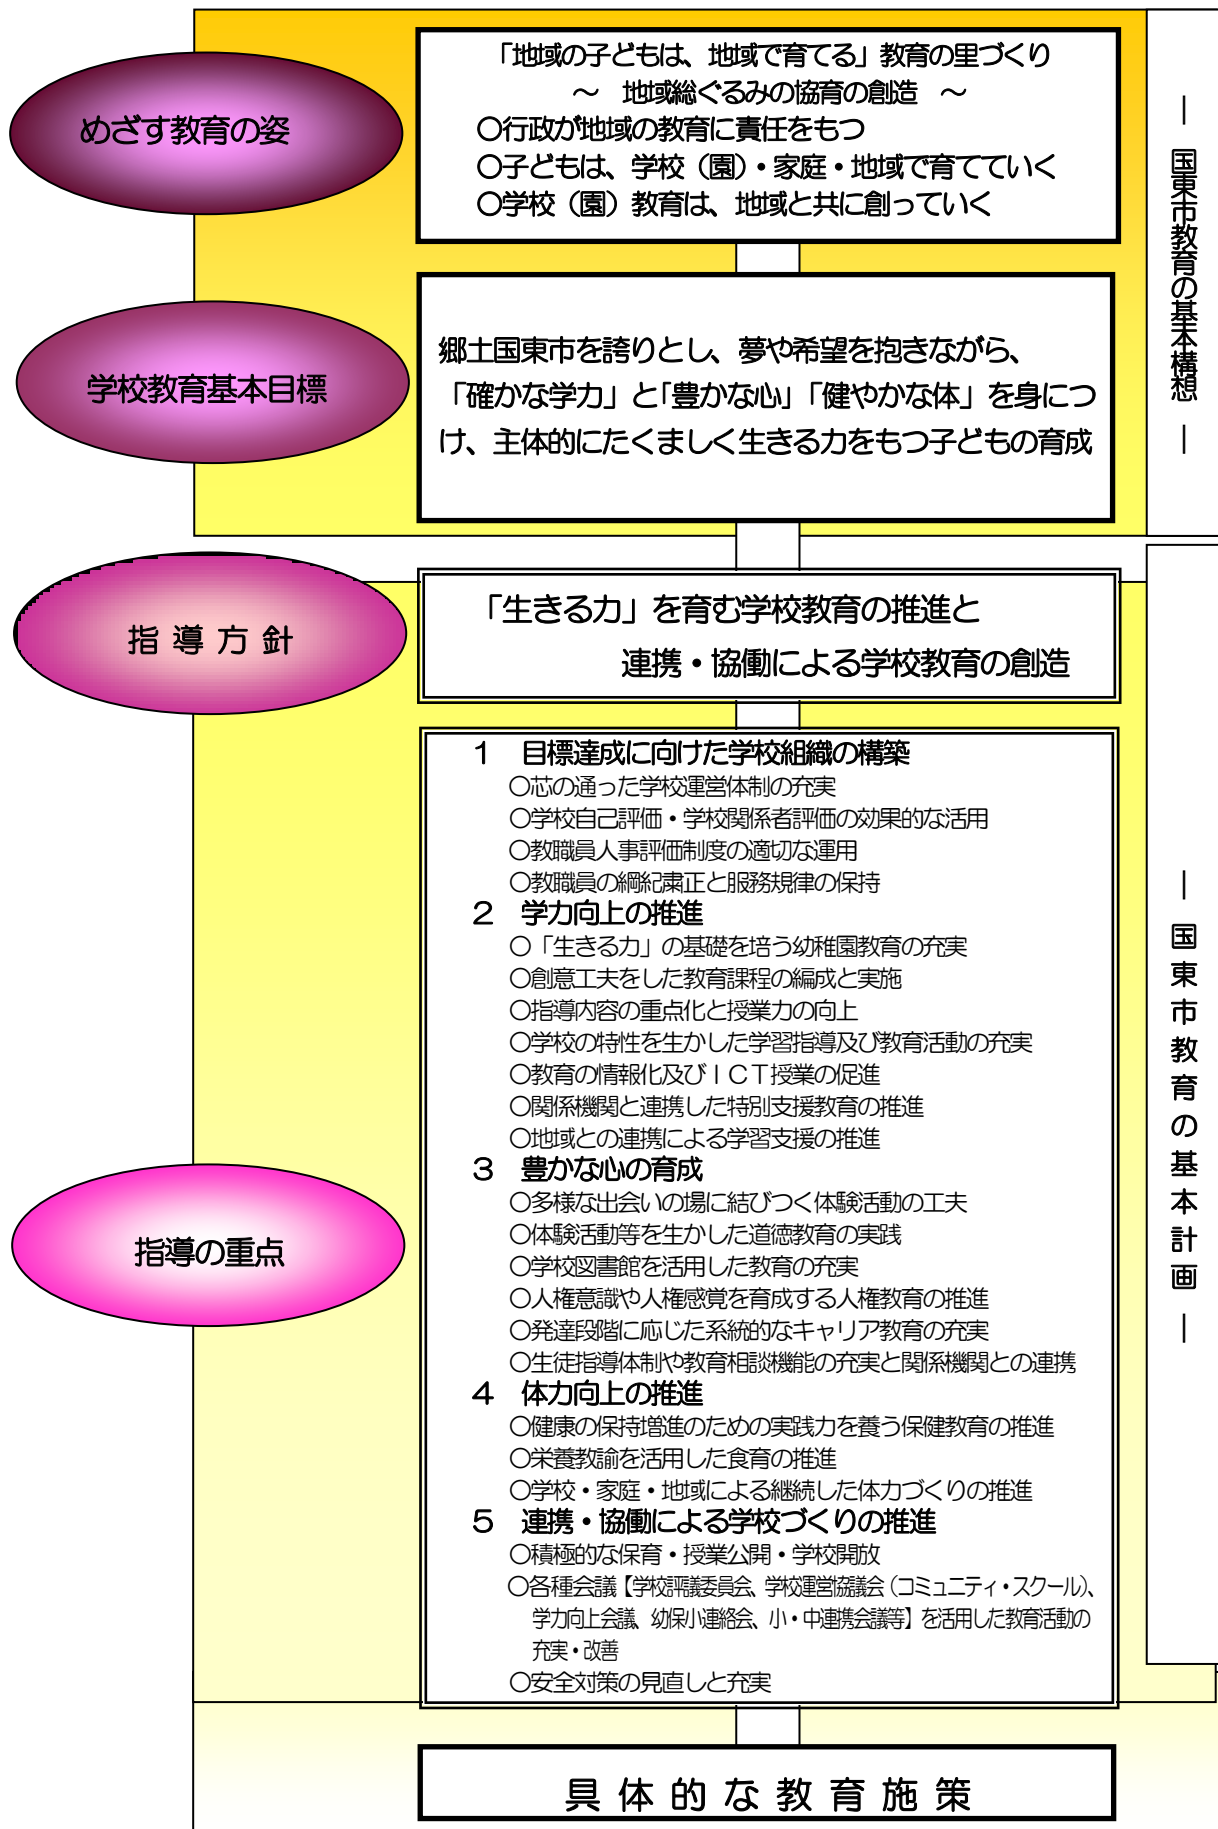 めざす教育の姿
「地域の子どもは、地域で育てる」教育の里づくり
～　地域総ぐるみの協育の創造　～
○行政が地域の教育に責任をもつ
○子どもは、学校（園）・家庭・地域で育てていく
○学校（園）教育は、地域と共に創っていく
― 国東市教育の基本構想 ―
学校教育基本目標
郷土国東市を誇りとし、夢や希望を抱きながら、
「確かな学力」と「豊かな心」「健やかな体」を身につ
け、主体的にたくましく生きる力をもつ子どもの育成
指導方針
「生きる力」を育む学校教育の推進と
連携・協働による学校教育の創造
― 国東市教育の基本計画 ―
指導の重点
１　目標達成に向けた学校組織の構築
○芯の通った学校運営体制の充実
○学校自己評価・学校関係者評価の効果的な活用
○教職員人事評価制度の適切な運用
○教職員の綱紀粛正と服務規律の保持
２　学力向上の推進
○「生きる力」の基礎を培う幼稚園教育の充実
○創意工夫をした教育課程の編成と実施
○指導内容の重点化と授業力の向上
○学校の特性を生かした学習指導及び教育活動の充実
○教育の情報化及びＩＣＴ授業の促進
○関係機関と連携した特別支援教育の推進
○地域との連携による学習支援の推進
３　豊かな心の育成
○多様な出会いの場に結びつく体験活動の工夫
○体験活動等を生かした道徳教育の実践
○学校図書館を活用した教育の充実
○人権意識や人権感覚を育成する人権教育の推進
○発達段階に応じた系統的なキャリア教育の充実
○生徒指導体制や教育相談機能の充実と関係機関との連携
４　体力向上の推進
○健康の保持増進のための実践力を養う保健教育の推進
○栄養教諭を活用した食育の推進
○学校・家庭・地域による継続した体力づくりの推進
５　連携・協働による学校づくりの推進
○積極的な保育・授業公開・学校開放
○各種会議【学校評議委員会、学校運営協議会（コミュニティ・スクール）、
学力向上会議、幼保小連絡会、小・中連携会議等】を活用した教育活動の
充実・改善
○安全対策の見直しと充実
具体的な教育施策